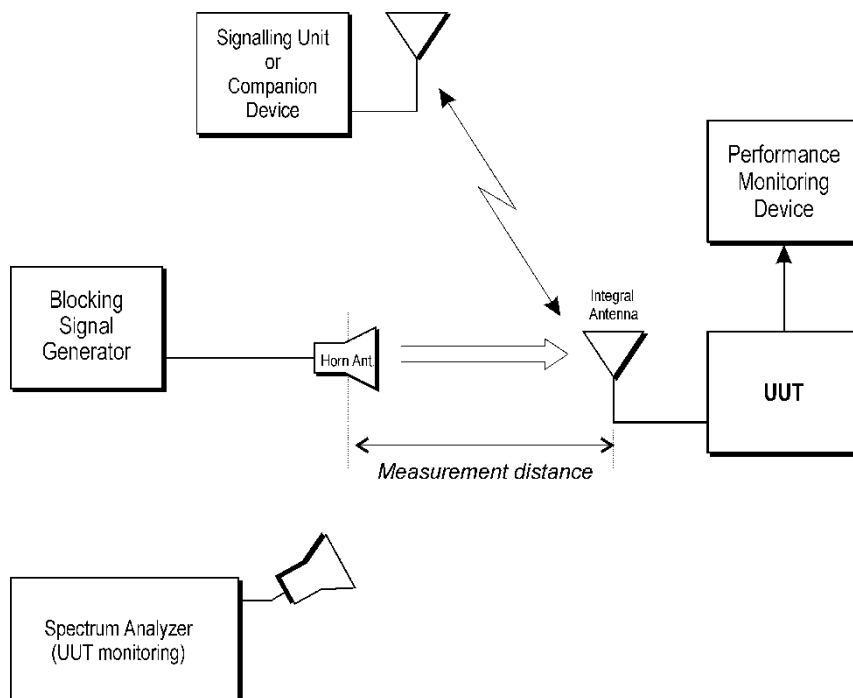 Signalling Unit
or
Companion
Device
Performance
Monitoring
Device
Blocking
Signal
Generator
Horn Ant.
Integral
Antenna
UUT
Measurement distance
Spectrum Analyzer
(UUT monitoring)